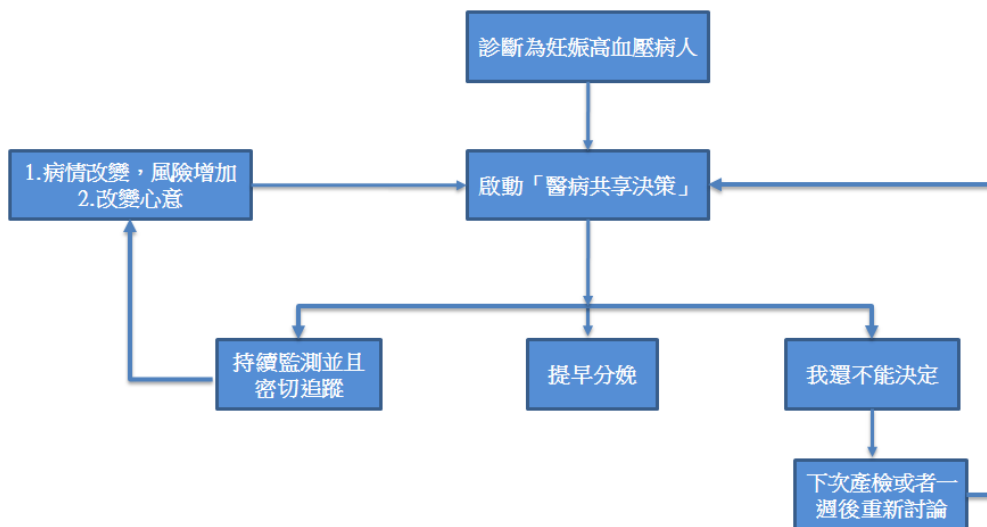 診斷為妊娠高血壓病人
1.病情改變，風險增加
2.改變心意
啟動「醫病共享決策」
持續監測並且
密切追蹤
提早分娩
我還不能決定
下次產檢或者一
週後重新討論